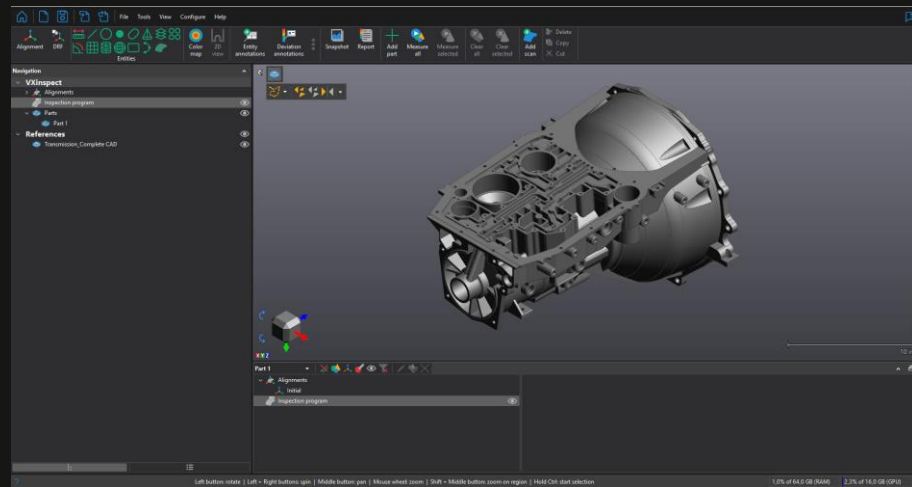 File Tools View Configure Help
Alignment DRF Entities Color map 2D view Entity annotations Deviation annotations Snapshot Report Add part Measure all Measure selected Clear all Clear selected Add scan Delete
Copy
Cut
Navigation
VXinspect
Alignments
Inspection program
Parts
Part 1
References
Transmission_Complete CAD
X Y Z
10
Part 1
Alignments
Initial
Inspection program
Left button: rotate | Left + Right buttons: spin | Middle button: pan | Mouse wheel: zoom | Shift + Middle button: zoom on region | Hold Ctrl: start selection
1,0% of 64,0 GB (RAM) 2,3% of 16,0 GB (GPU)